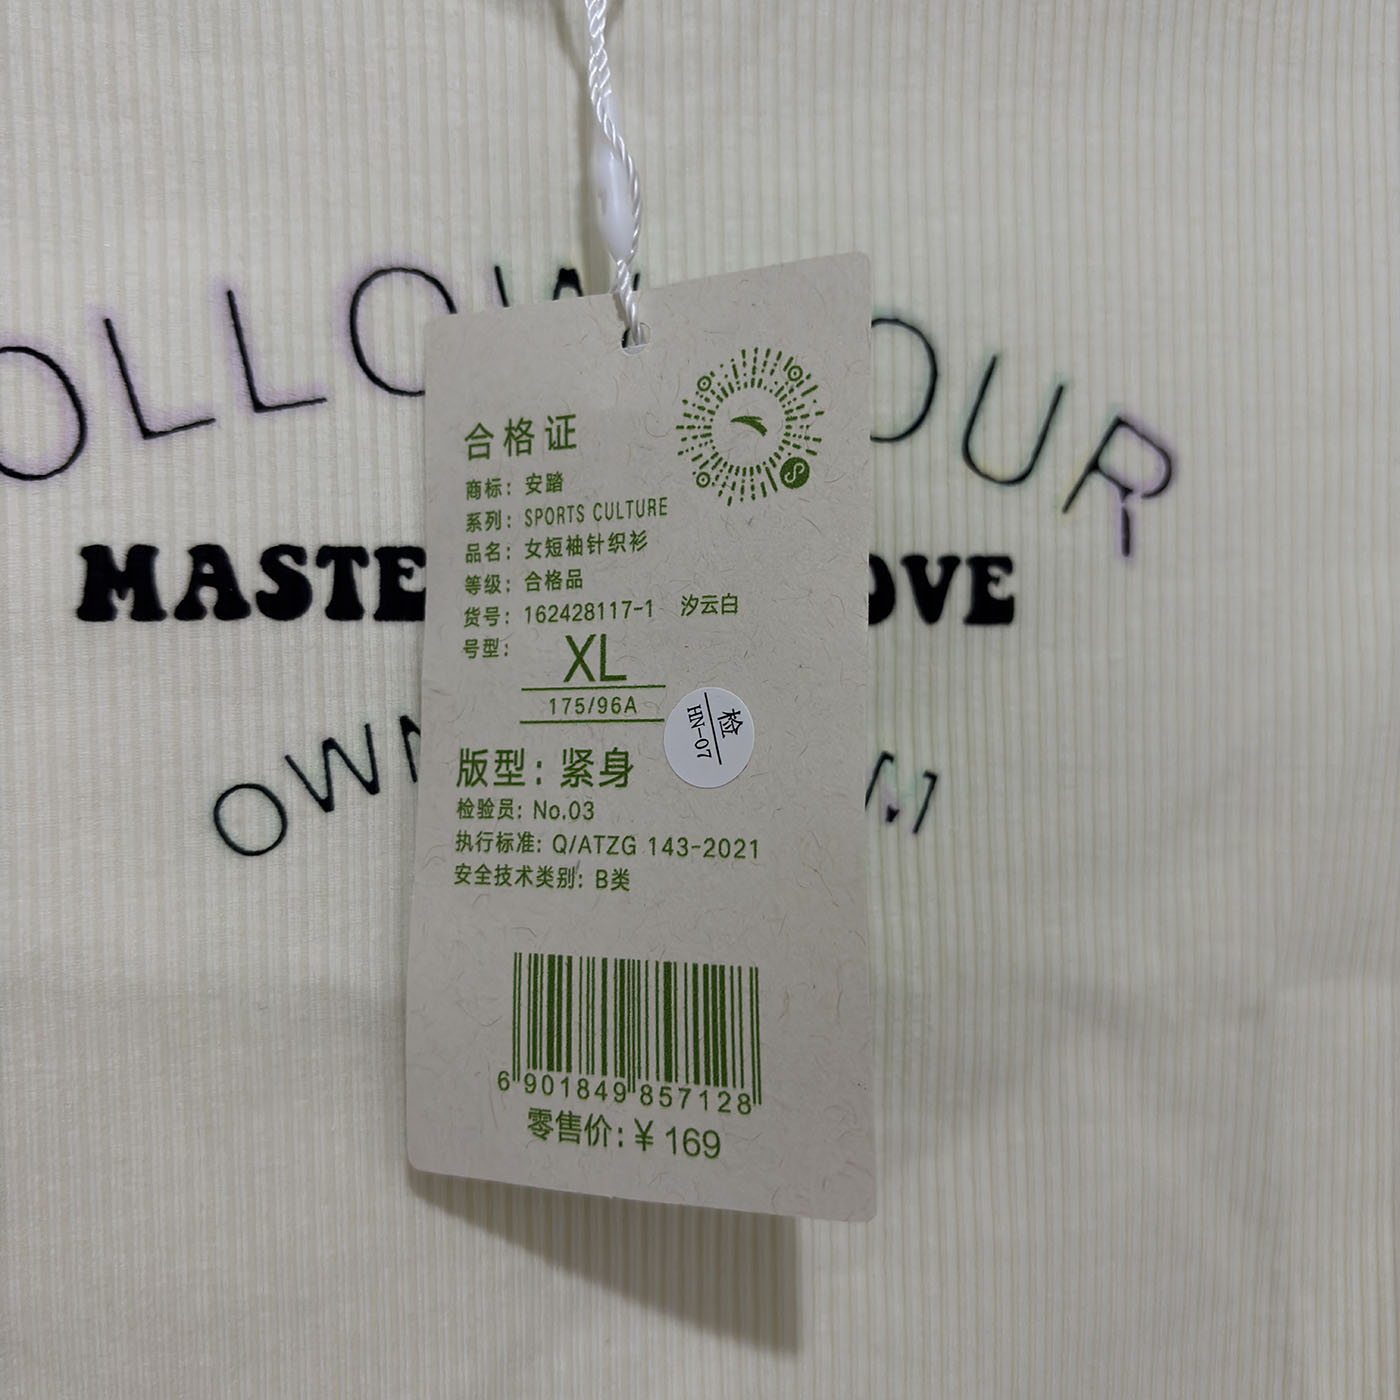 OLLOW OUR
MASTE OVE
OWN M
合格证
商标：安踏
系列：SPORTS CULTURE
品名：女短袖针织衫
等级：合格品
货号：162428117-1 汐云白
号型：XL
175/96A
检
HN-07
版型：紧身
检验员：No.03
执行标准：Q/ATZG 143-2021
安全技术类别：B类
6 901849 857128
零售价：¥ 169